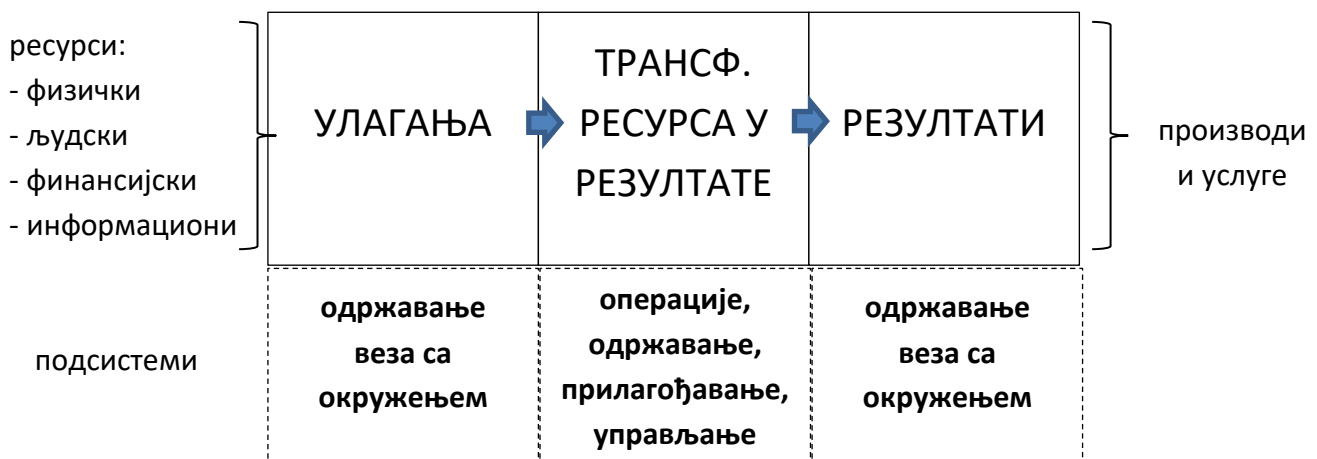 ресурси:
- физички
- људски
- финансијски
- информациони
УЛАГАЊА
ТРАНСФ.
РЕСУРСА У
РЕЗУЛТАТЕ
РЕЗУЛТАТИ
производи
и услуге
подсистеми
одржавање
веза са
окружењем
операције,
одржавање,
прилагођавање,
управљање
одржавање
веза са
окружењем